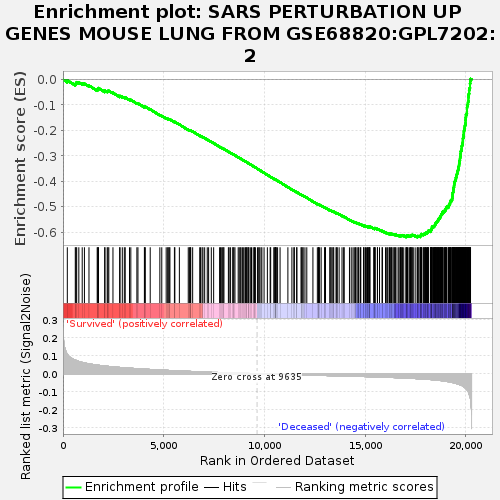 Enrichment plot: SARS PERTURBATION UP
GENES MOUSE LUNG FROM GSE68820:GPL7202:
2
Enrichment score (ES)
0.0
-0.1
-0.2
-0.3
-0.4
-0.5
-0.6
Ranked list metric (Signal2Noise)
0.3
0.2
0.1
0.0
-0.1
-0.2
-0.3
'Survived' (positively correlated)
Zero cross at 9635
'Deceased' (negatively correlated)
0
5,000
10,000
15,000
20,000
Rank in Ordered Dataset
Enrichment profile
Hits
Ranking metric scores